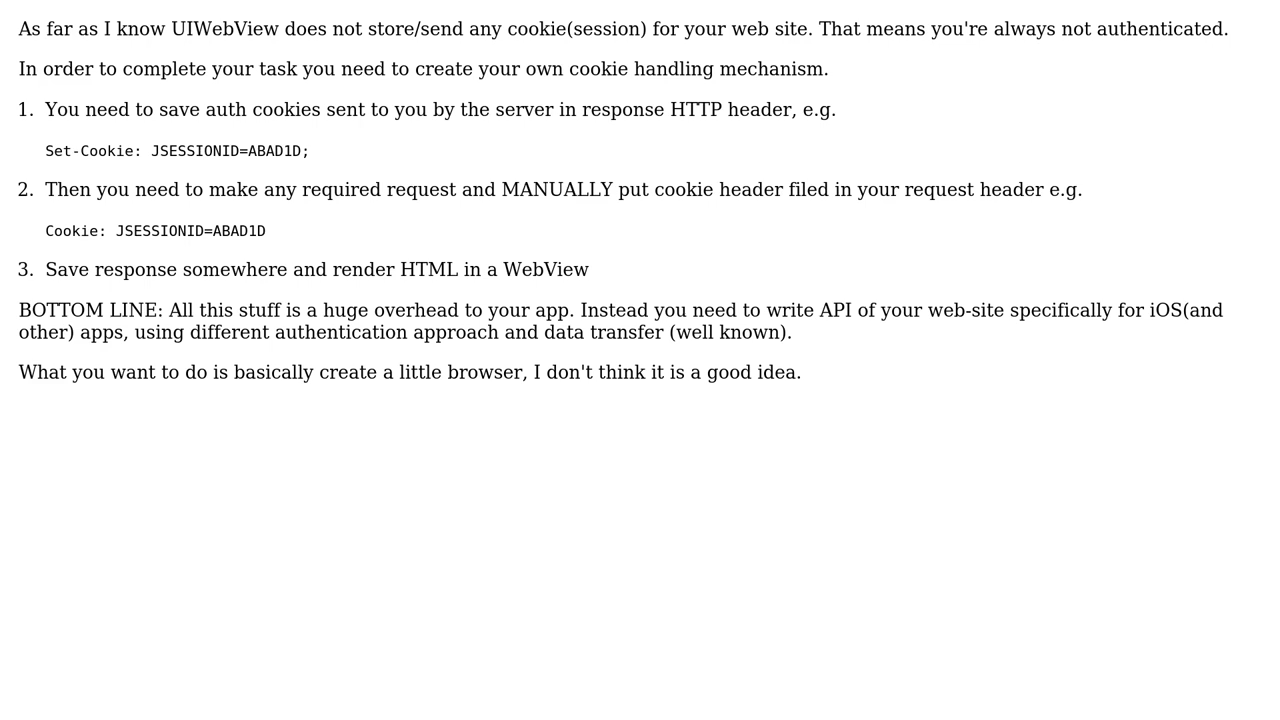 As far as I know UIWebView does not store/send any cookie(session) for your web site. That means you're always not authenticated.
In order to complete your task you need to create your own cookie handling mechanism.
1. You need to save auth cookies sent to you by the server in response HTTP header, e.g.
Set-Cookie: JSESSIONID=ABAD1D;
2. Then you need to make any required request and MANUALLY put cookie header filed in your request header e.g.
Cookie: JSESSIONID=ABAD1D
3. Save response somewhere and render HTML in a WebView
BOTTOM LINE: All this stuff is a huge overhead to your app. Instead you need to write API of your web-site specifically for iOS(and
other) apps, using different authentication approach and data transfer (well known).
What you want to do is basically create a little browser, I don't think it is a good idea.